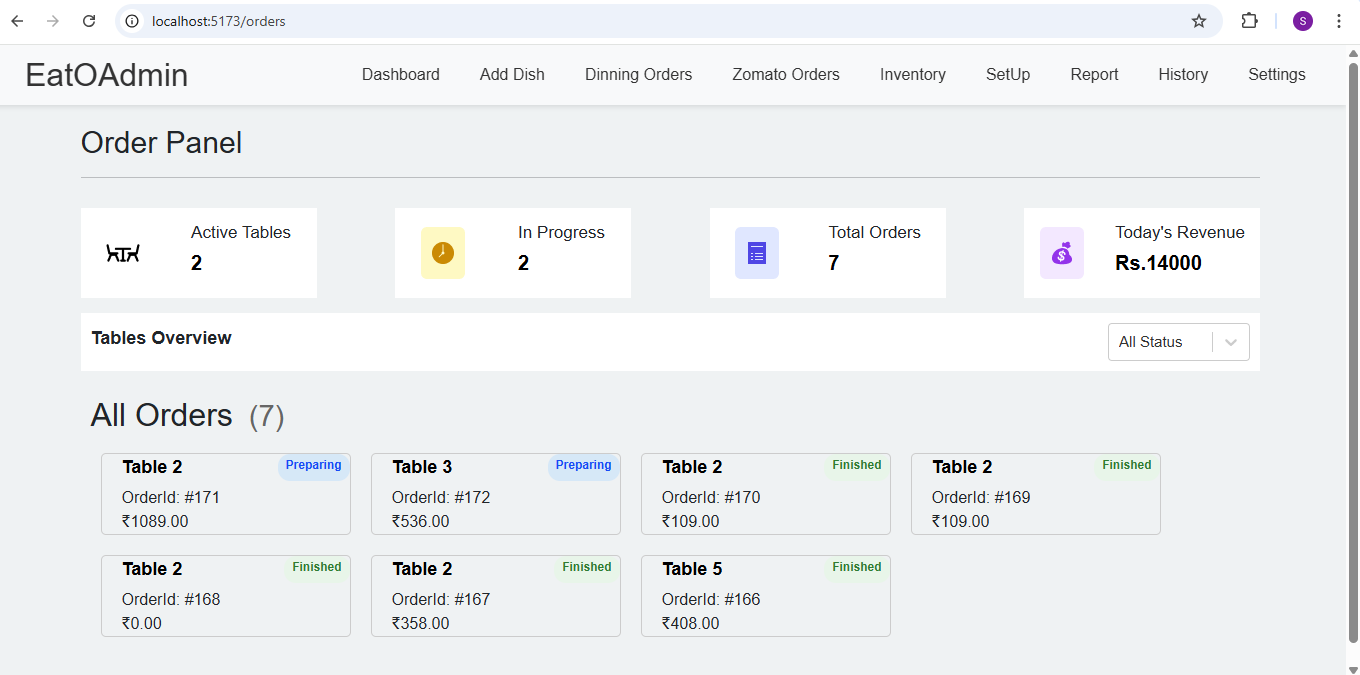 localhost:5173/orders
S
EatOAdmin
Dashboard Add Dish Dinning Orders Zomato Orders Inventory SetUp Report History Settings
Order Panel
Active Tables
2
In Progress
2
Total Orders
7
Today's Revenue
Rs.14000
Tables Overview
All Status
All Orders (7)
Table 2 Preparing
OrderId: #171
₹1089.00
Table 3 Preparing
OrderId: #172
₹536.00
Table 2 Finished
OrderId: #170
₹109.00
Table 2 Finished
OrderId: #169
₹109.00
Table 2 Finished
OrderId: #168
₹0.00
Table 2 Finished
OrderId: #167
₹358.00
Table 5 Finished
OrderId: #166
₹408.00